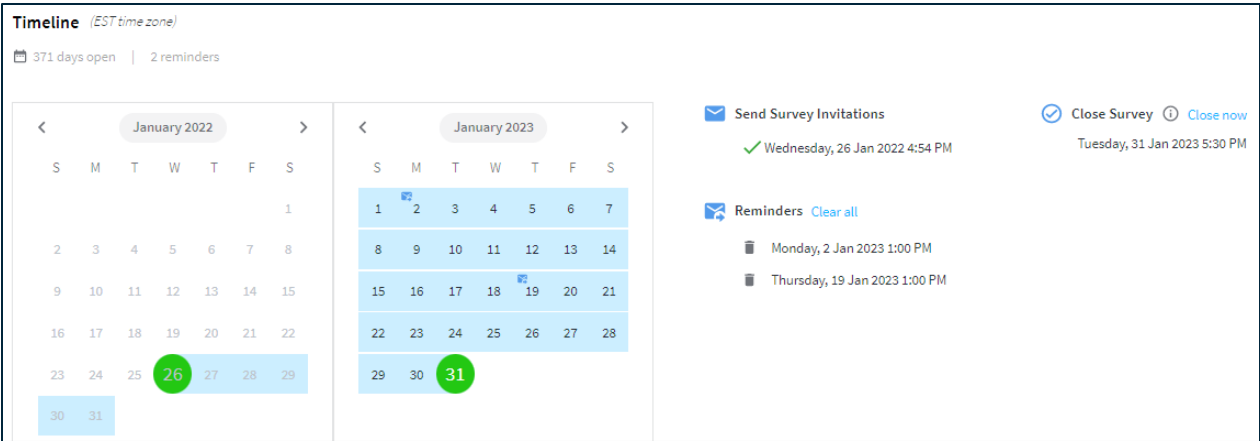 Timeline (EST time zone)
371 days open | 2 reminders
January 2022
S M T W T F S
1
2 3 4 5 6 7 8
9 10 11 12 13 14 15
16 17 18 19 20 21 22
23 24 25 26 27 28 29
30 31
January 2023
S M T W T F S
1 2 3 4 5 6 7
8 9 10 11 12 13 14
15 16 17 18 19 20 21
22 23 24 25 26 27 28
29 30 31
Send Survey Invitations
Wednesday, 26 Jan 2022 4:54 PM
Reminders Clear all
Monday, 2 Jan 2023 1:00 PM
Thursday, 19 Jan 2023 1:00 PM
Close Survey Close now
Tuesday, 31 Jan 2023 5:30 PM